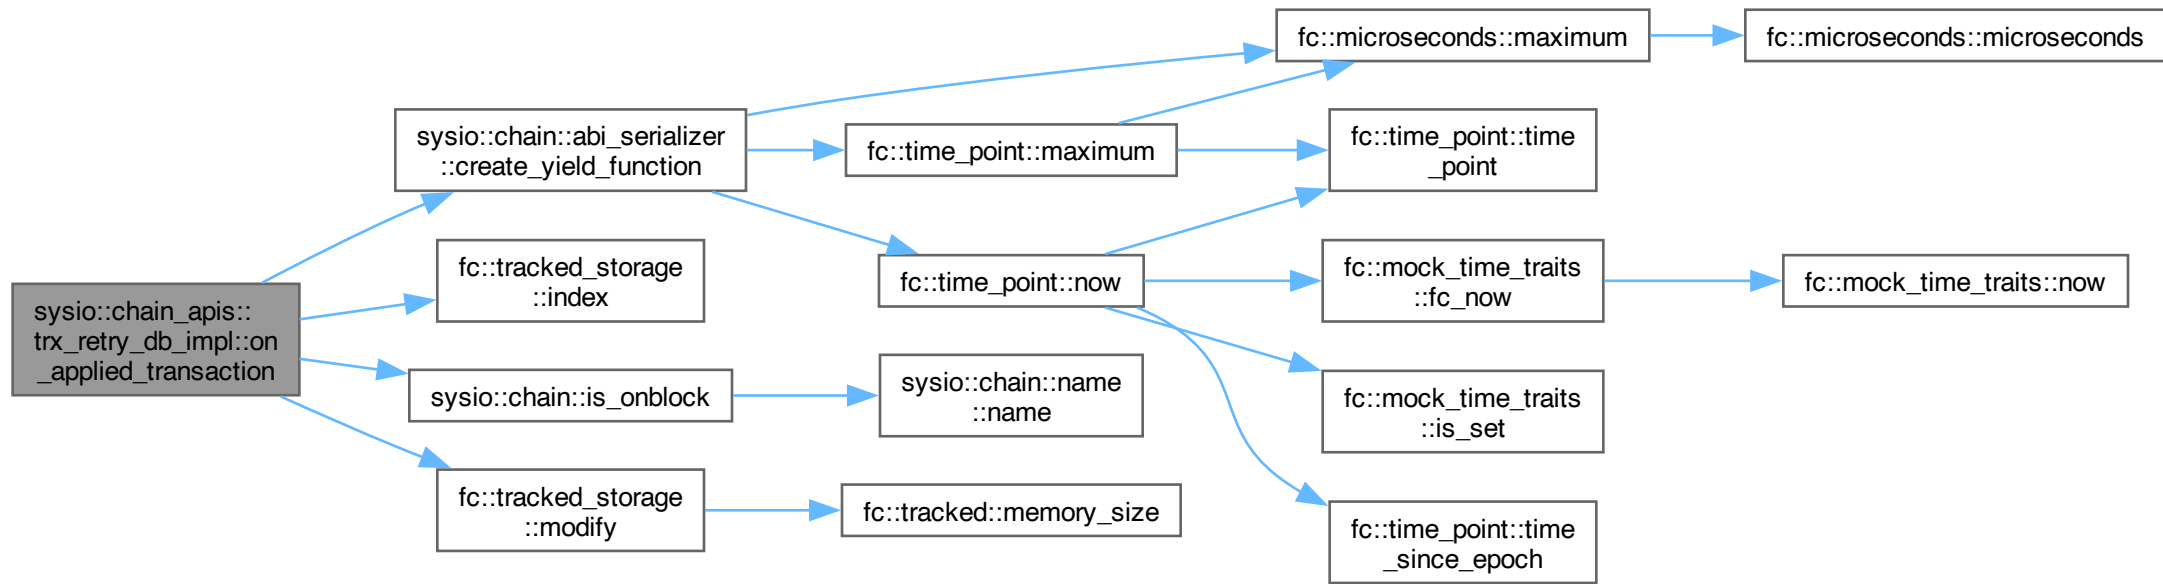 sysio::chain_apis::
trx_retry_db_impl::on
_applied_transaction
sysio::chain::abi_serializer
::create_yield_function
fc::microseconds::maximum
fc::microseconds::microseconds
fc::time_point::maximum
fc::time_point::time
_point
fc::time_point::now
fc::mock_time_traits
::fc_now
fc::mock_time_traits::now
fc::mock_time_traits
::is_set
fc::time_point::time
_since_epoch
fc::tracked_storage
::index
sysio::chain::is_onblock
sysio::chain::name
::name
fc::tracked_storage
::modify
fc::tracked::memory_size